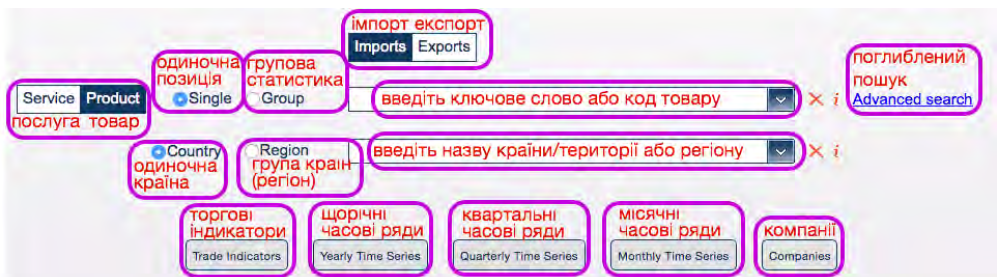 імпорт експорт
Imports Exports
одиночна
позиція
групова
статистика
поглиблений
пошук
Service Product
Single
Group
введіть ключове слово або код товару
× i
Advanced search
послуга товар
Country
одиночна
країна
Region
група країн
(регіон)
введіть назву країни/території або регіону
× i
торгові
індикатори
Trade Indicators
щорічні
часові ряди
Yearly Time Series
квартальні
часові ряди
Quarterly Time Series
місячні
часові ряди
Monthly Time Series
компанії
Companies